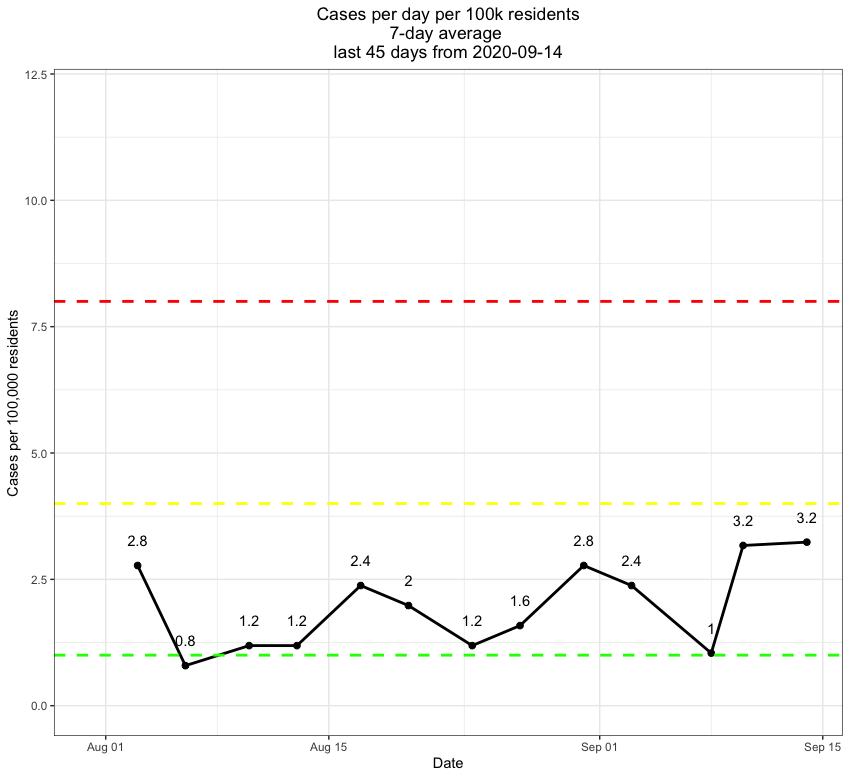 Cases per day per 100k residents
7-day average
last 45 days from 2020-09-14
12.5
10.0
7.5
5.0
2.5
0.0
Cases per 100,000 residents
2.8
0.8
1.2
1.2
2.4
2
1.2
1.6
2.8
2.4
1
3.2
3.2
Aug 01
Aug 15
Sep 01
Sep 15
Date